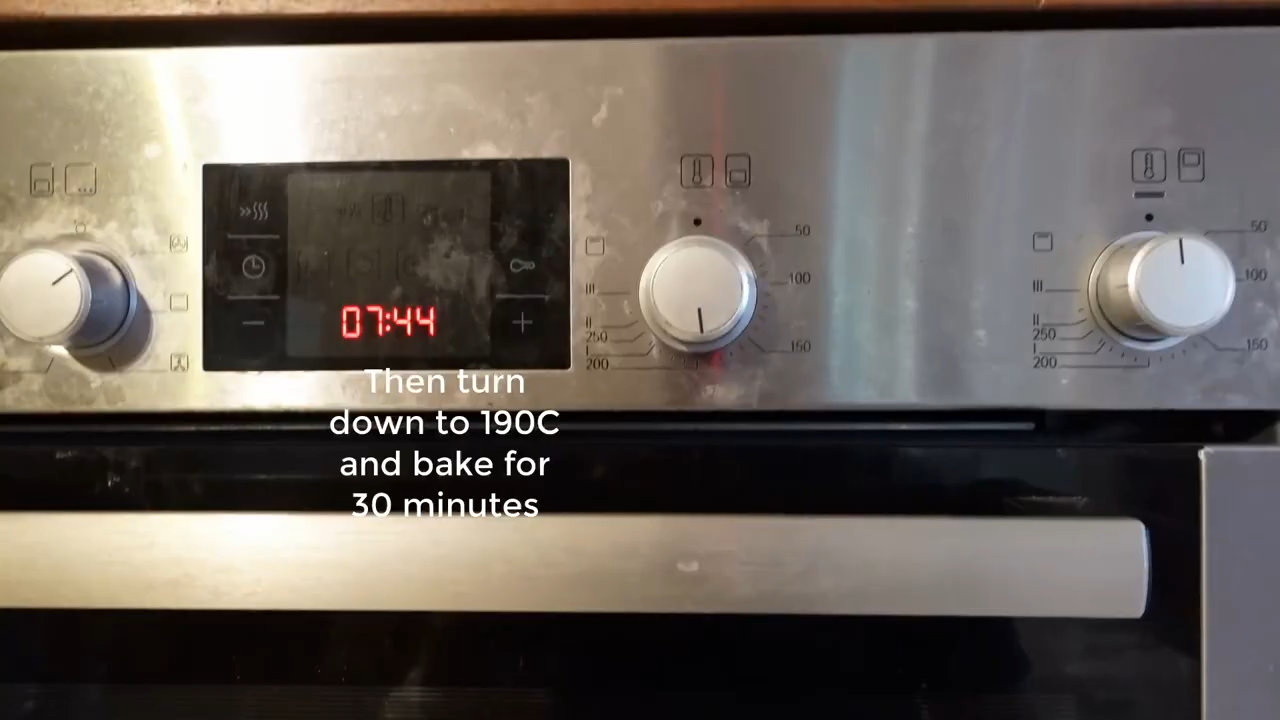 07:44
50
100
150
III
II
250
I
200
50
100
150
III
II
250
I
200
Then turn
down to 190C
and bake for
30 minutes